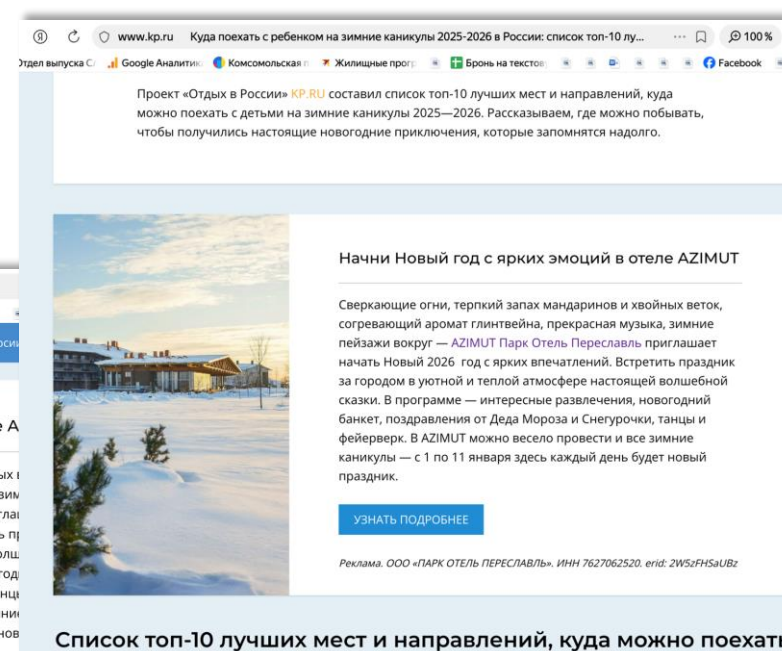 www.kp.ru Куда поехать с ребенком на зимние каникулы 2025-2026 в России: список топ-10 лу... ··· 100 %
Google Аналитик Комсомольская п Жилищные прогр Бронь на текстов Facebook
Проект «Отдых в России» KP.RU составил список топ-10 лучших мест и направлений, куда
можно поехать с детьми на зимние каникулы 2025—2026. Рассказываем, где можно побывать,
чтобы получились настоящие новогодние приключения, которые запомнятся надолго.
Начни Новый год с ярких эмоций в отеле AZIMUT
Сверкающие огни, терпкий запах мандаринов и хвойных веток,
согревающий аромат глинтвейна, прекрасная музыка, зимние
пейзажи вокруг — AZIMUT Парк Отель Переславль приглашает
начать Новый 2026 год с ярких впечатлений. Встретить праздник
за городом в уютной и теплой атмосфере настоящей волшебной
сказки. В программе — интересные развлечения, новогодний
банкет, поздравления от Деда Мороза и Снегурочки, танцы и
фейерверк. В AZIMUT можно весело провести и все зимние
каникулы — с 1 по 11 января здесь каждый день будет новый
праздник.
УЗНАТЬ ПОДРОБНЕЕ
Реклама. ООО «ПАРК ОТЕЛЬ ПЕРЕСЛАВЛЬ». ИНН 7627062520. erid: 2W5zFHSaUBz
Список топ-10 лучших мест и направлений, куда можно поехать